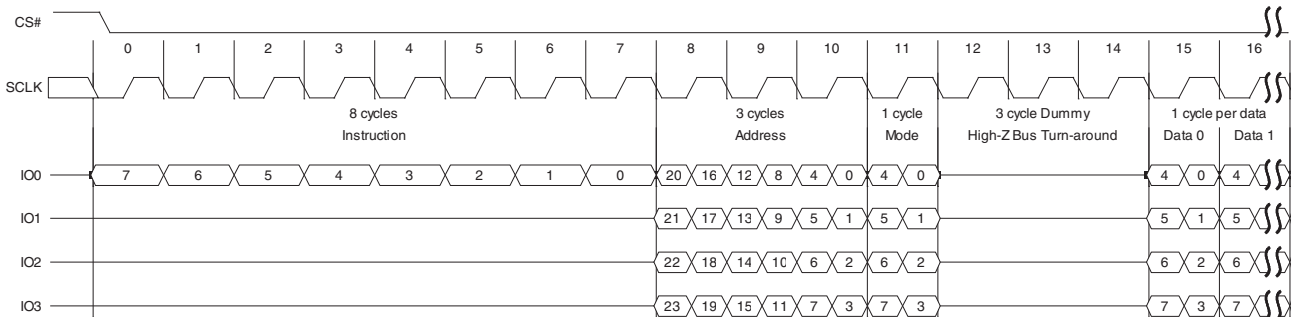 CS#
0 1 2 3 4 5 6 7 8 9 10 11 12 13 14 15 16
SCLK
8 cycles 3 cycles 1 cycle 3 cycle Dummy 1 cycle per data
Instruction Address Mode High-Z Bus Turn-around Data 0 Data 1
IO0 7 6 5 4 3 2 1 0 20 16 12 8 4 0 4 0 4 0 4
IO1 21 17 13 9 5 1 5 1 5 1 5
IO2 22 18 14 10 6 2 6 2 6 2 6
IO3 23 19 15 11 7 3 7 3 7 3 7